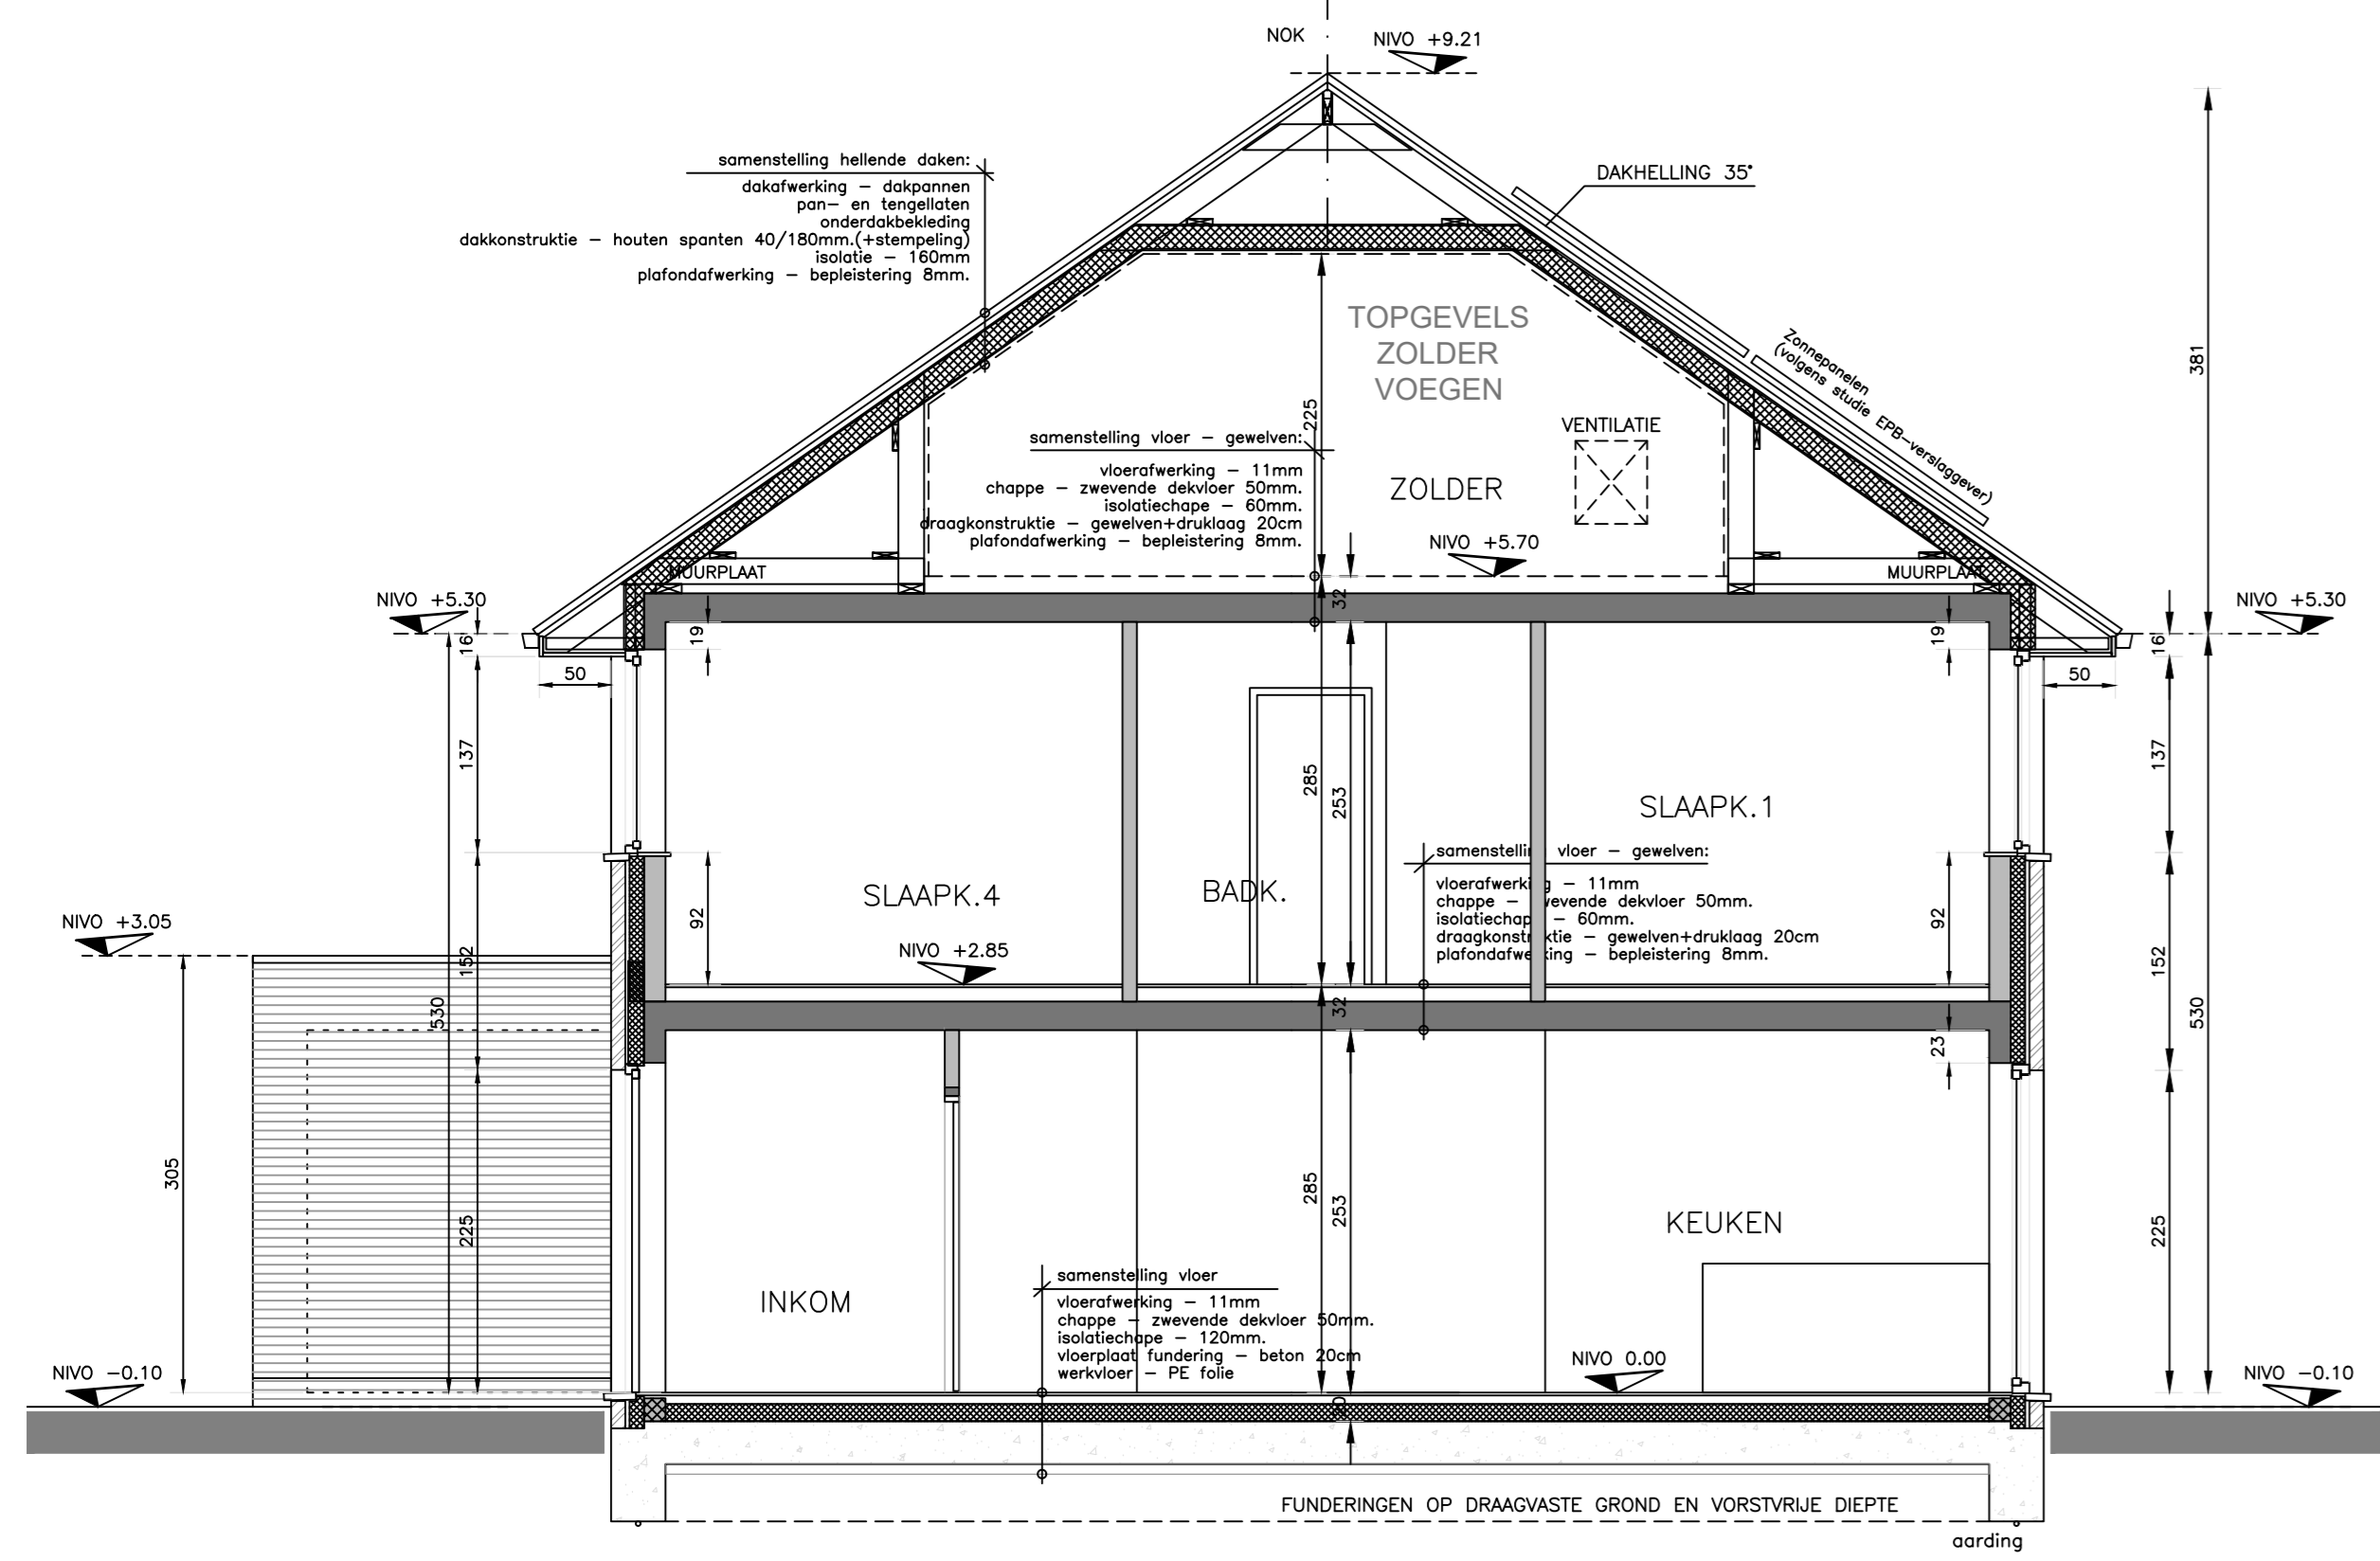 NOK
NIVO +9.21
samenstelling hellende daken:
dakafwerking – dakpannen
pan– en tengellaten
onderdakbekleding
dakkonstruktie – houten spanten 40/180mm.(+stempeling)
isolatie – 160mm
plafondafwerking – bepleistering 8mm.
DAKHELLING 35°
Zonnepanelen
(volgens studie EPB–verslaggever)
381
TOPGEVELS
ZOLDER
VOEGEN
225
samenstelling vloer – gewelven:
vloerafwerking – 11mm
chappe – zwevende dekvloer 50mm.
isolatiechape – 60mm.
draagkonstruktie – gewelven+druklaag 20cm
plafondafwerking – bepleistering 8mm.
VENTILATIE
ZOLDER
NIVO +5.70
MUURPLAAT
MUURPLAAT
NIVO +5.30
NIVO +5.30
32
16
19
19
16
50
50
137
285
253
137
SLAAPK.1
SLAAPK.4
BADK.
samenstelling vloer – gewelven:
vloerafwerking – 11mm
chappe – zwevende dekvloer 50mm.
isolatiechape – 60mm.
draagkonstruktie – gewelven+druklaag 20cm
plafondafwerking – bepleistering 8mm.
92
92
NIVO +3.05
NIVO +2.85
152
152
530
530
32
23
305
225
285
253
225
KEUKEN
INKOM
samenstelling vloer
vloerafwerking – 11mm
chappe – zwevende dekvloer 50mm.
isolatiechape – 120mm.
vloerplaat fundering – beton 20cm
werkvloer – PE folie
NIVO 0.00
NIVO –0.10
NIVO –0.10
FUNDERINGEN OP DRAAGVASTE GROND EN VORSTVRIJE DIEPTE
aarding